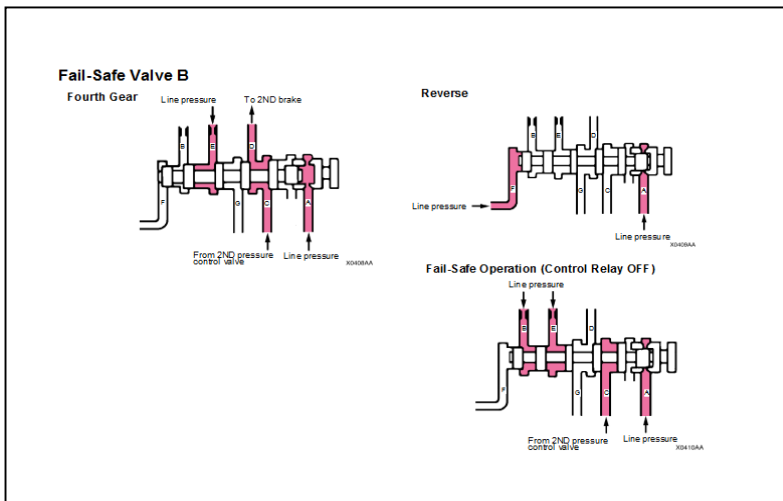 Fail-Safe Valve B
Fourth Gear
Line pressure
To 2ND brake
B
E
D
F
G
C
A
From 2ND pressure
control valve
Line pressure
X0408AA
Reverse
B
E
D
F
G
C
A
Line pressure
Line pressure
X0409AA
Fail-Safe Operation (Control Relay OFF)
Line pressure
B
E
D
F
G
C
A
From 2ND pressure
control valve
Line pressure
X0410AA